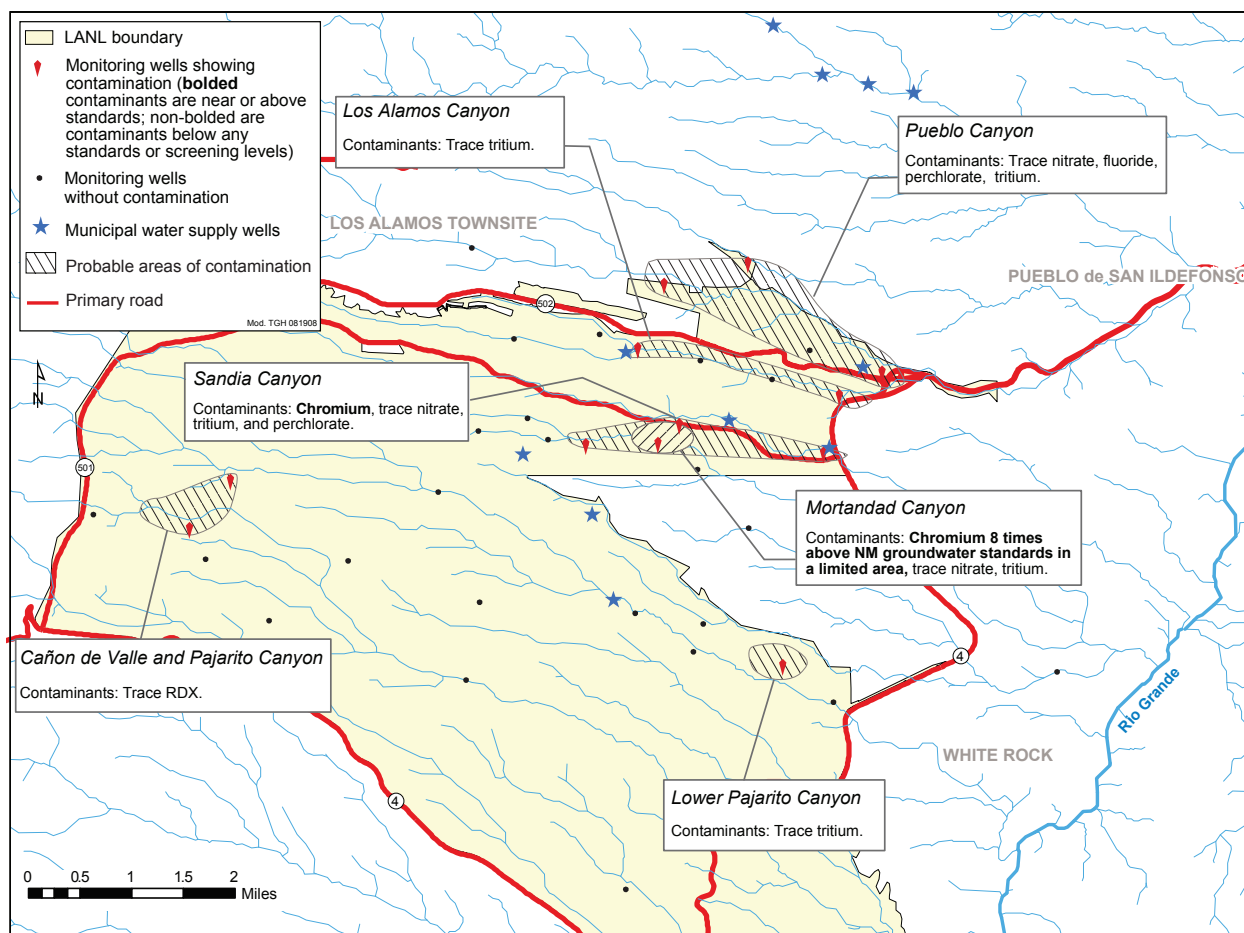 LANL boundary
Monitoring wells showing
contamination (bolded
contaminants are near or above
standards; non-bolded are
contaminants below any
standards or screening levels)
Monitoring wells
without contamination
Municipal water supply wells
Probable areas of contamination
Primary road
Mod. TGH 081908
Los Alamos Canyon
Contaminants: Trace tritium.
Pueblo Canyon
Contaminants: Trace nitrate, fluoride,
perchlorate, tritium.
LOS ALAMOS TOWNSITE
PUEBLO de SAN ILDEFONSO
502
N
Sandia Canyon
Contaminants: Chromium, trace nitrate,
tritium, and perchlorate.
501
Mortandad Canyon
Contaminants: Chromium 8 times
above NM groundwater standards in
a limited area, trace nitrate, tritium.
Cañon de Valle and Pajarito Canyon
Contaminants: Trace RDX.
4
Rio Grande
WHITE ROCK
Lower Pajarito Canyon
Contaminants: Trace tritium.
4
0 0.5 1 1.5 2
Miles